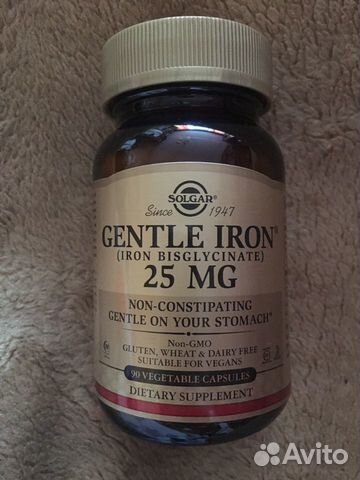 SOLGAR®
Since 1947
GENTLE IRON®
(IRON BISGLYCINATE)
25 MG
NON-CONSTIPATING
GENTLE ON YOUR STOMACH*
Non-GMO
GLUTEN, WHEAT & DAIRY FREE
SUITABLE FOR VEGANS
90 VEGETABLE CAPSULES
DIETARY SUPPLEMENT
Avito